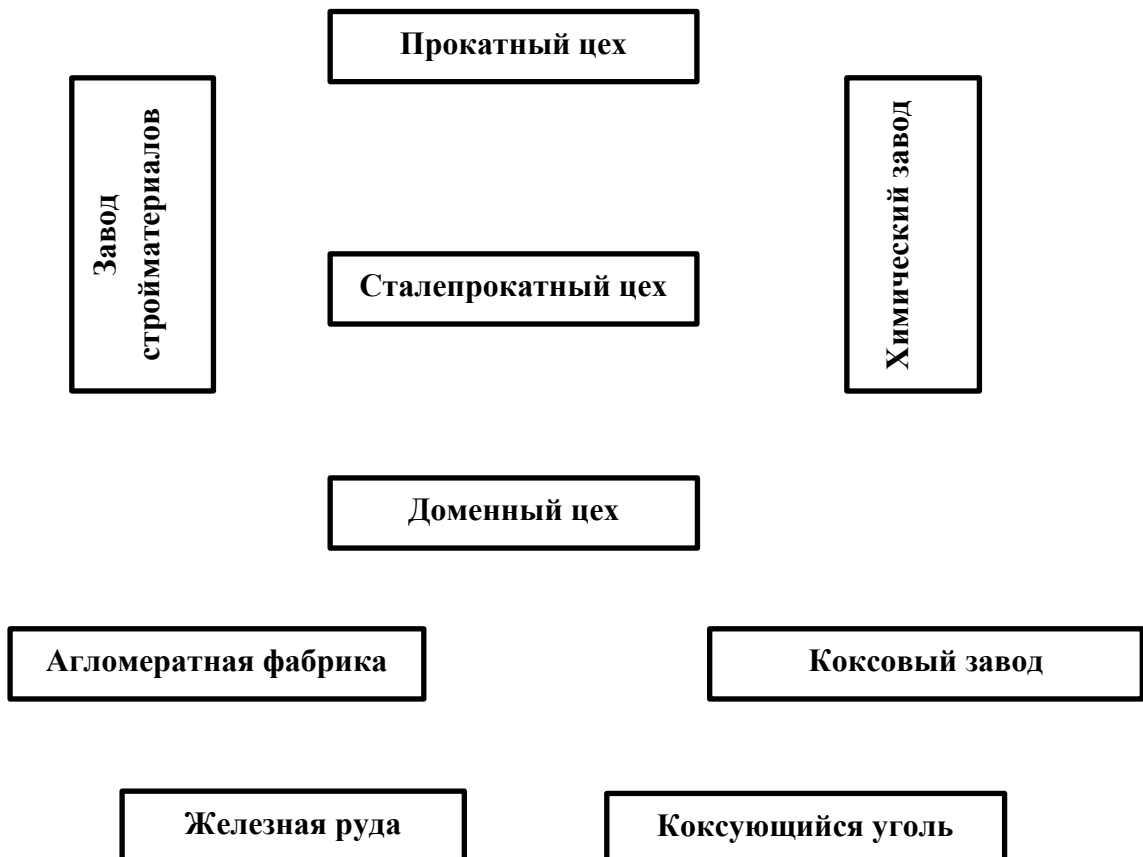 Прокатный цех
Завод
стройматериалов
Химический завод
Сталепрокатный цех
Доменный цех
Агломератная фабрика
Коксовый завод
Железная руда
Коксующийся уголь